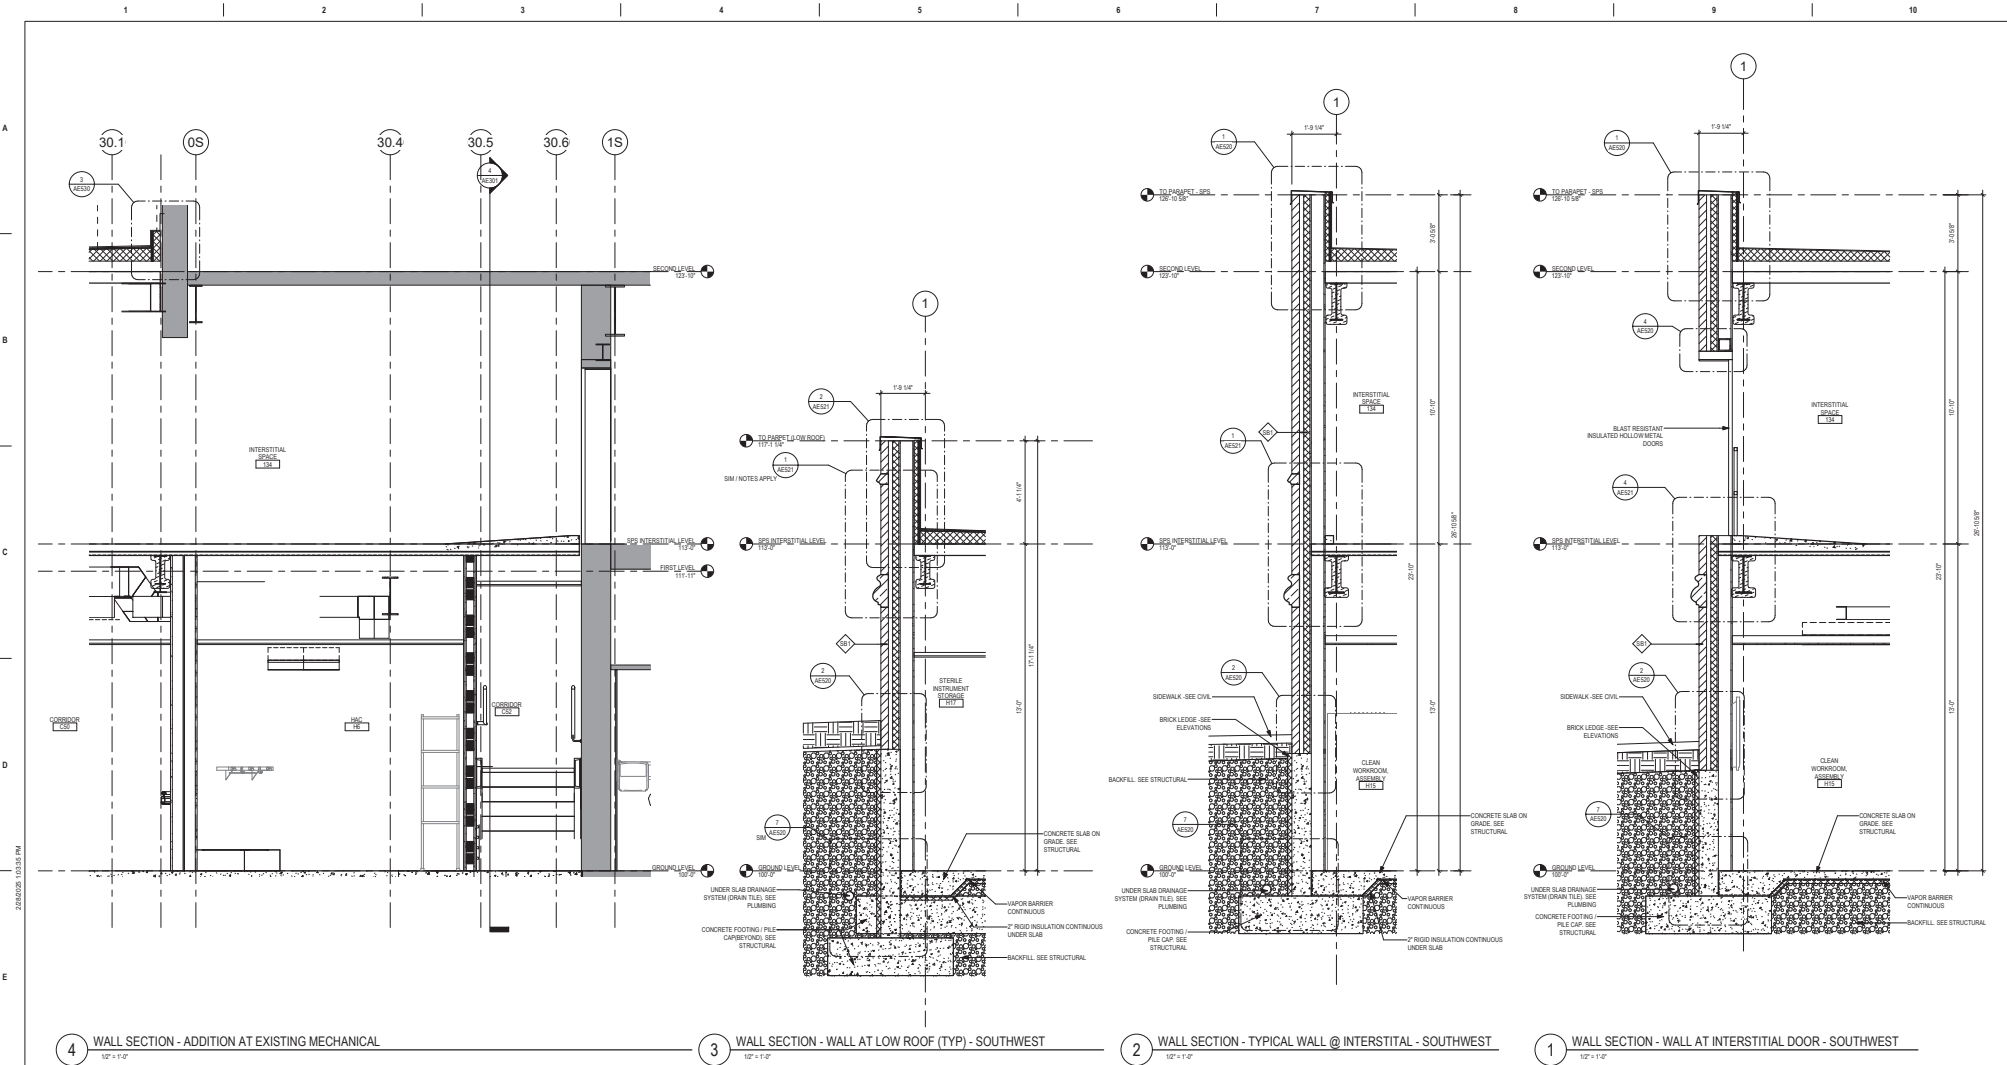 1 2 3 4 5 6 7 8 9 10
A
B
C
D
E
2/28/2025 1:03:35 PM
30.1
0S
30.4
30.5
30.6
1S
3
AE530
4
AE301
SECOND LEVEL
123'-10"
INTERSTITIAL
SPACE
134
SPS INTERSTITIAL LEVEL
113'-0"
FIRST LEVEL
111'-11"
CORRIDOR
C50
HAC
H6
CORRIDOR
C52
GROUND LEVEL
100'-0"
4
WALL SECTION - ADDITION AT EXISTING MECHANICAL
1/2" = 1'-0"
1
1'-9 1/4"
2
AE521
TO PARPET (LOW ROOF)
117'-1 1/4"
1
AE521
SIM / NOTES APPLY
SPS INTERSTITIAL LEVEL
113'-0"
4'-1 1/4"
17'-1 1/4"
13'-0"
SB1
2
AE520
STERILE
INSTRUMENT
STORAGE
H17
7
AE520
SIM
CONCRETE SLAB ON
GRADE. SEE
STRUCTURAL
GROUND LEVEL
100'-0"
UNDER SLAB DRAINAGE
SYSTEM (DRAIN TILE). SEE
PLUMBING
VAPOR BARRIER
CONTINUOUS
CONCRETE FOOTING / PILE
CAP(BEYOND). SEE
STRUCTURAL
2" RIGID INSULATION CONTINUOUS
UNDER SLAB
BACKFILL. SEE STRUCTURAL
3
WALL SECTION - WALL AT LOW ROOF (TYP) - SOUTHWEST
1/2" = 1'-0"
1
1'-9 1/4"
1
AE520
TO PARAPET - SPS
126'-10 5/8"
SECOND LEVEL
123'-10"
3'-0 5/8"
10'-10"
INTERSTITIAL
SPACE
134
SB1
1
AE521
SPS INTERSTITIAL LEVEL
113'-0"
26'-10 5/8"
23'-10"
13'-0"
2
AE520
SIDEWALK -SEE CIVIL
BRICK LEDGE -SEE
ELEVATIONS
BACKFILL. SEE STRUCTURAL
CLEAN
WORKROOM,
ASSEMBLY
H15
7
AE520
CONCRETE SLAB ON
GRADE. SEE
STRUCTURAL
GROUND LEVEL
100'-0"
UNDER SLAB DRAINAGE
SYSTEM (DRAIN TILE). SEE
PLUMBING
VAPOR BARRIER
CONTINUOUS
CONCRETE FOOTING /
PILE CAP. SEE
STRUCTURAL
2" RIGID INSULATION CONTINUOUS
UNDER SLAB
2
WALL SECTION - TYPICAL WALL @ INTERSTITAL - SOUTHWEST
1/2" = 1'-0"
1
1'-9 1/4"
1
AE520
TO PARAPET - SPS
126'-10 5/8"
SECOND LEVEL
123'-10"
3'-0 5/8"
4
AE520
10'-10"
INTERSTITIAL
SPACE
134
BLAST RESISTANT
INSULATED HOLLOW METAL
DOORS
4
AE521
SPS INTERSTITIAL LEVEL
113'-0"
26'-10 5/8"
23'-10"
13'-0"
SB1
2
AE520
SIDEWALK -SEE CIVIL
BRICK LEDGE -SEE
ELEVATIONS
CLEAN
WORKROOM,
ASSEMBLY
H15
7
AE520
CONCRETE SLAB ON
GRADE. SEE
STRUCTURAL
GROUND LEVEL
100'-0"
UNDER SLAB DRAINAGE
SYSTEM (DRAIN TILE). SEE
PLUMBING
VAPOR BARRIER
CONTINUOUS
CONCRETE FOOTING /
PILE CAP. SEE
STRUCTURAL
BACKFILL. SEE STRUCTURAL
1
WALL SECTION - WALL AT INTERSTITIAL DOOR - SOUTHWEST
1/2" = 1'-0"